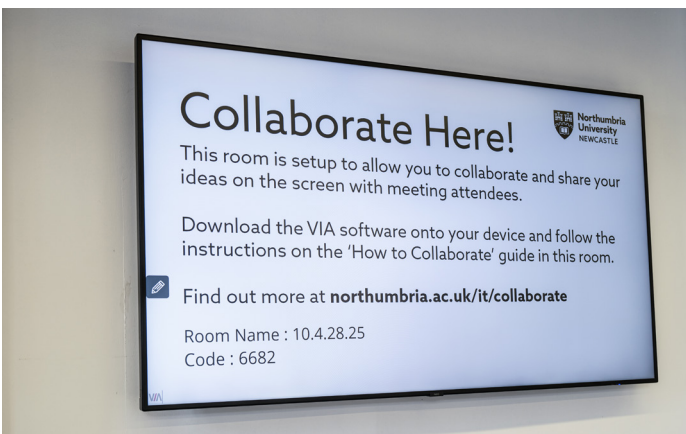 Collaborate Here!
Northumbria
University
NEWCASTLE
This room is setup to allow you to collaborate and share your
ideas on the screen with meeting attendees.
Download the VIA software onto your device and follow the
instructions on the 'How to Collaborate' guide in this room.
Find out more at northumbria.ac.uk/it/collaborate
Room Name : 10.4.28.25
Code : 6682
VIA